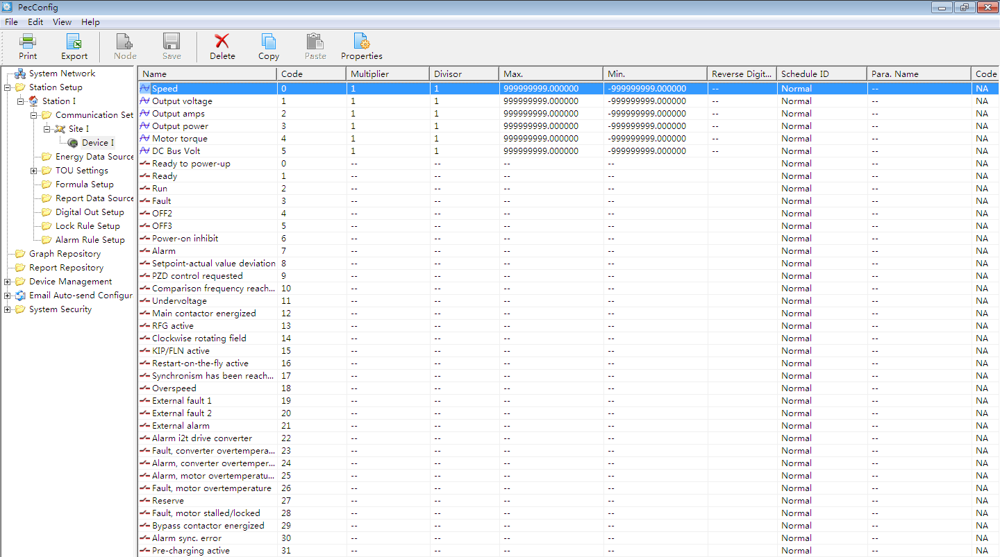 PecConfig
File Edit View Help
Print Export Node Save Delete Copy Paste Properties
System Network
Station Setup
Station I
Communication Set
Site I
Device I
Energy Data Source
TOU Settings
Formula Setup
Report Data Source
Digital Out Setup
Lock Rule Setup
Alarm Rule Setup
Graph Repository
Report Repository
Device Management
Email Auto-send Configur
System Security
Name Code Multiplier Divisor Max. Min. Reverse Digit... Schedule ID Para. Name Code
Speed 0 1 1 999999999.000000 -999999999.000000 -- Normal -- NA
Output voltage 1 1 1 999999999.000000 -999999999.000000 -- Normal -- NA
Output amps 2 1 1 999999999.000000 -999999999.000000 -- Normal -- NA
Output power 3 1 1 999999999.000000 -999999999.000000 -- Normal -- NA
Motor torque 4 1 1 999999999.000000 -999999999.000000 -- Normal -- NA
DC Bus Volt 5 1 1 999999999.000000 -999999999.000000 -- Normal -- NA
Ready to power-up 0 -- -- -- -- Normal -- NA
Ready 1 -- -- -- -- Normal -- NA
Run 2 -- -- -- -- Normal -- NA
Fault 3 -- -- -- -- Normal -- NA
OFF2 4 -- -- -- -- Normal -- NA
OFF3 5 -- -- -- -- Normal -- NA
Power-on inhibit 6 -- -- -- -- Normal -- NA
Alarm 7 -- -- -- -- Normal -- NA
Setpoint-actual value deviation 8 -- -- -- -- Normal -- NA
PZD control requested 9 -- -- -- -- Normal -- NA
Comparison frequency reach... 10 -- -- -- -- Normal -- NA
Undervoltage 11 -- -- -- -- Normal -- NA
Main contactor energized 12 -- -- -- -- Normal -- NA
RFG active 13 -- -- -- -- Normal -- NA
Clockwise rotating field 14 -- -- -- -- Normal -- NA
KIP/FLN active 15 -- -- -- -- Normal -- NA
Restart-on-the-fly active 16 -- -- -- -- Normal -- NA
Synchronism has been reach... 17 -- -- -- -- Normal -- NA
Overspeed 18 -- -- -- -- Normal -- NA
External fault 1 19 -- -- -- -- Normal -- NA
External fault 2 20 -- -- -- -- Normal -- NA
External alarm 21 -- -- -- -- Normal -- NA
Alarm i2t drive converter 22 -- -- -- -- Normal -- NA
Fault, converter overtempera... 23 -- -- -- -- Normal -- NA
Alarm, converter overtemper... 24 -- -- -- -- Normal -- NA
Alarm, motor overtemperatu... 25 -- -- -- -- Normal -- NA
Fault, motor overtemperature 26 -- -- -- -- Normal -- NA
Reserve 27 -- -- -- -- Normal -- NA
Fault, motor stalled/locked 28 -- -- -- -- Normal -- NA
Bypass contactor energized 29 -- -- -- -- Normal -- NA
Alarm sync. error 30 -- -- -- -- Normal -- NA
Pre-charging active 31 -- -- -- -- Normal -- NA